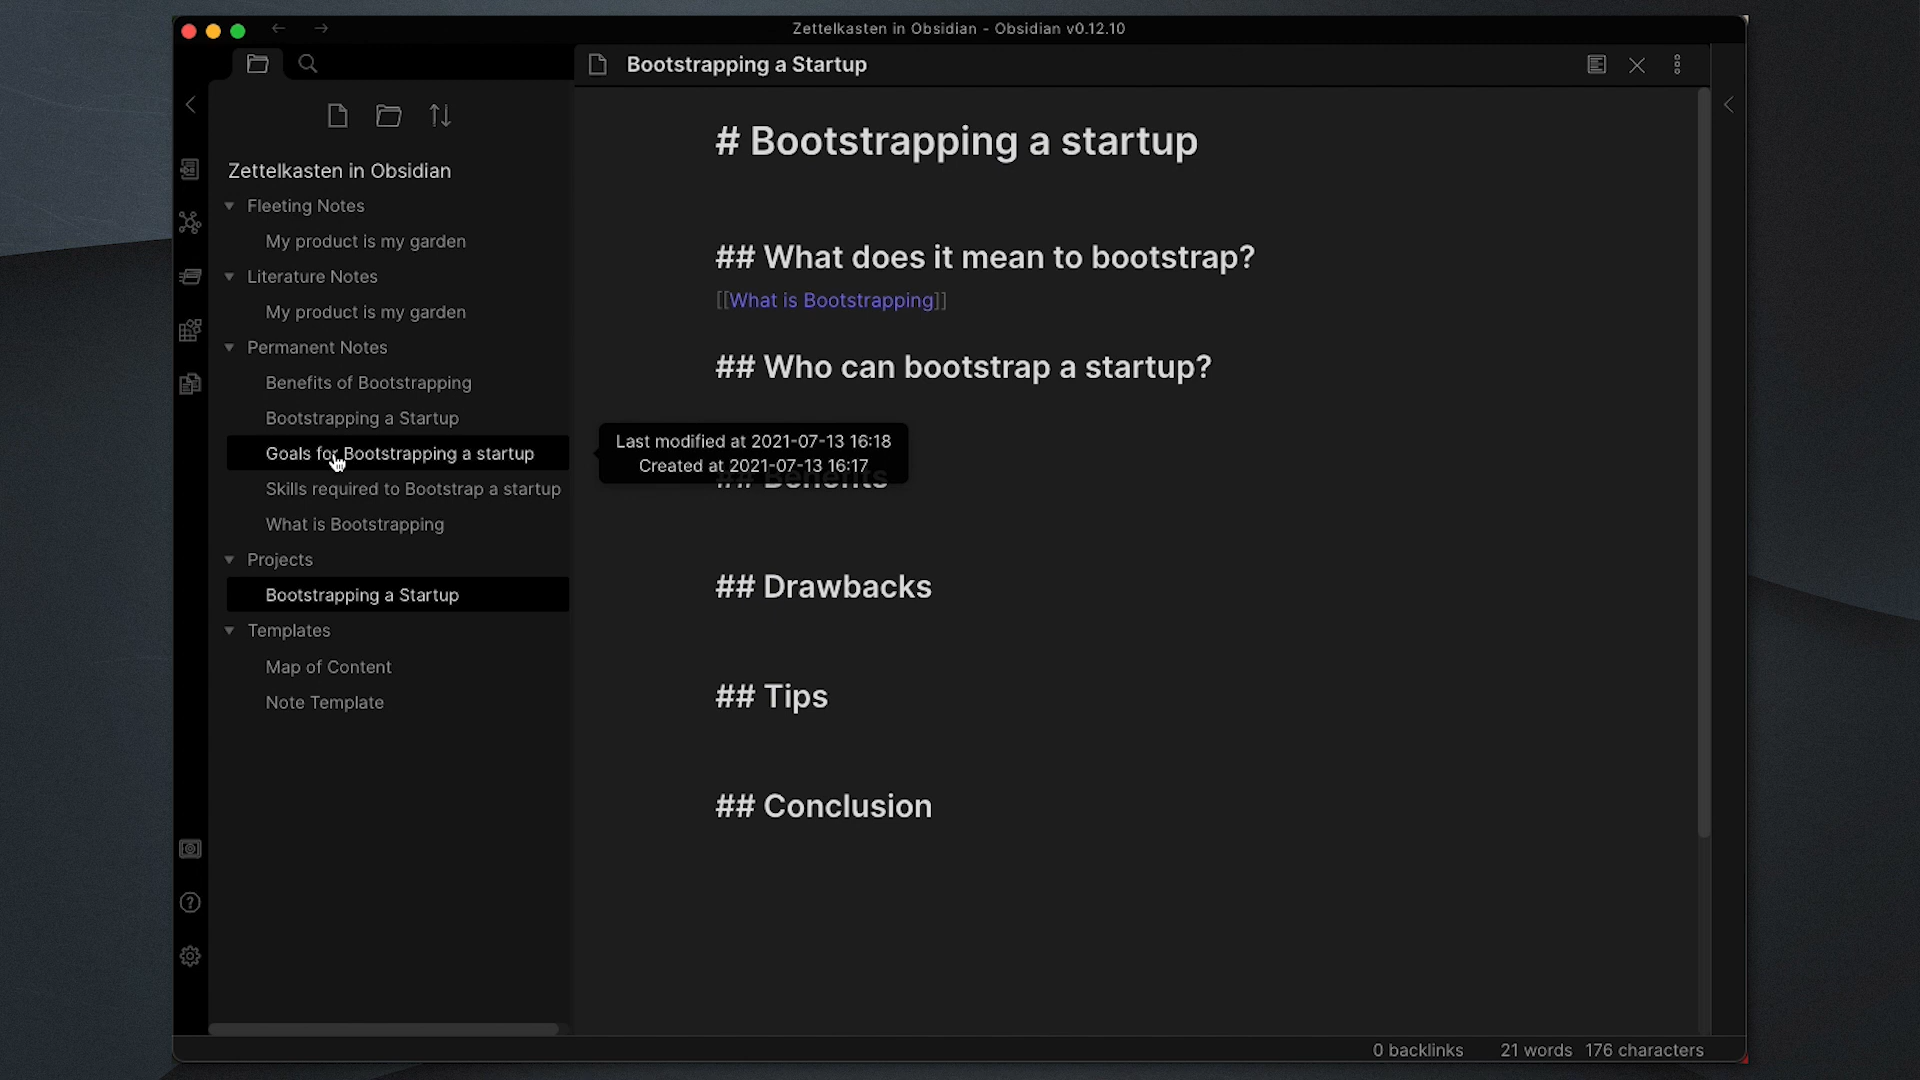 Zettelkasten in Obsidian - Obsidian v0.12.10
Bootstrapping a Startup
Zettelkasten in Obsidian
Fleeting Notes
My product is my garden
Literature Notes
My product is my garden
Permanent Notes
Benefits of Bootstrapping
Bootstrapping a Startup
Goals for Bootstrapping a startup
Skills required to Bootstrap a startup
What is Bootstrapping
Projects
Bootstrapping a Startup
Templates
Map of Content
Note Template
# Bootstrapping a startup
## What does it mean to bootstrap?
[[What is Bootstrapping]]
## Who can bootstrap a startup?
Last modified at 2021-07-13 16:18
Created at 2021-07-13 16:17
## Benefits
## Drawbacks
## Tips
## Conclusion
0 backlinks 21 words 176 characters